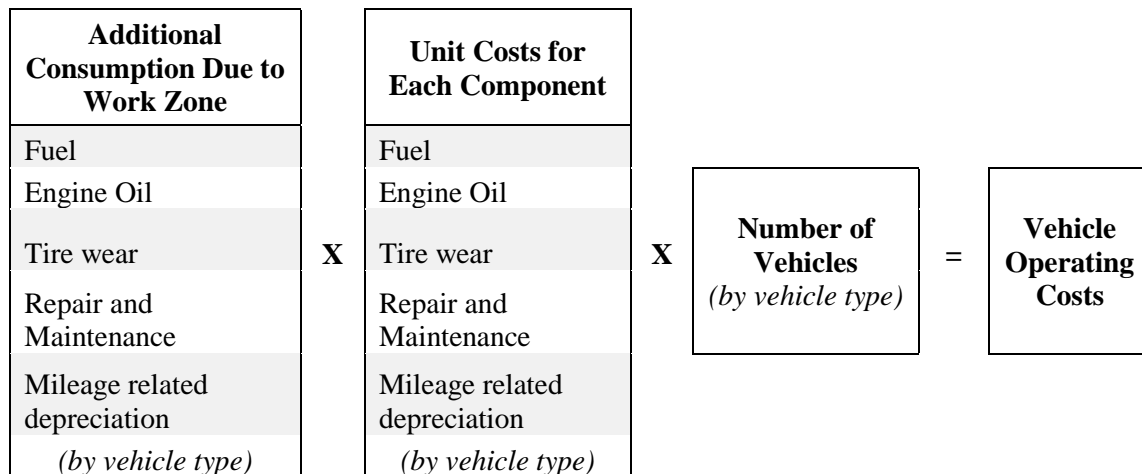 Additional
Consumption Due to
Work Zone
Fuel
Engine Oil
Tire wear
Repair and
Maintenance
Mileage related
depreciation
(by vehicle type)
X
Unit Costs for
Each Component
Fuel
Engine Oil
Tire wear
Repair and
Maintenance
Mileage related
depreciation
(by vehicle type)
X
Number of
Vehicles
(by vehicle type)
=
Vehicle
Operating
Costs